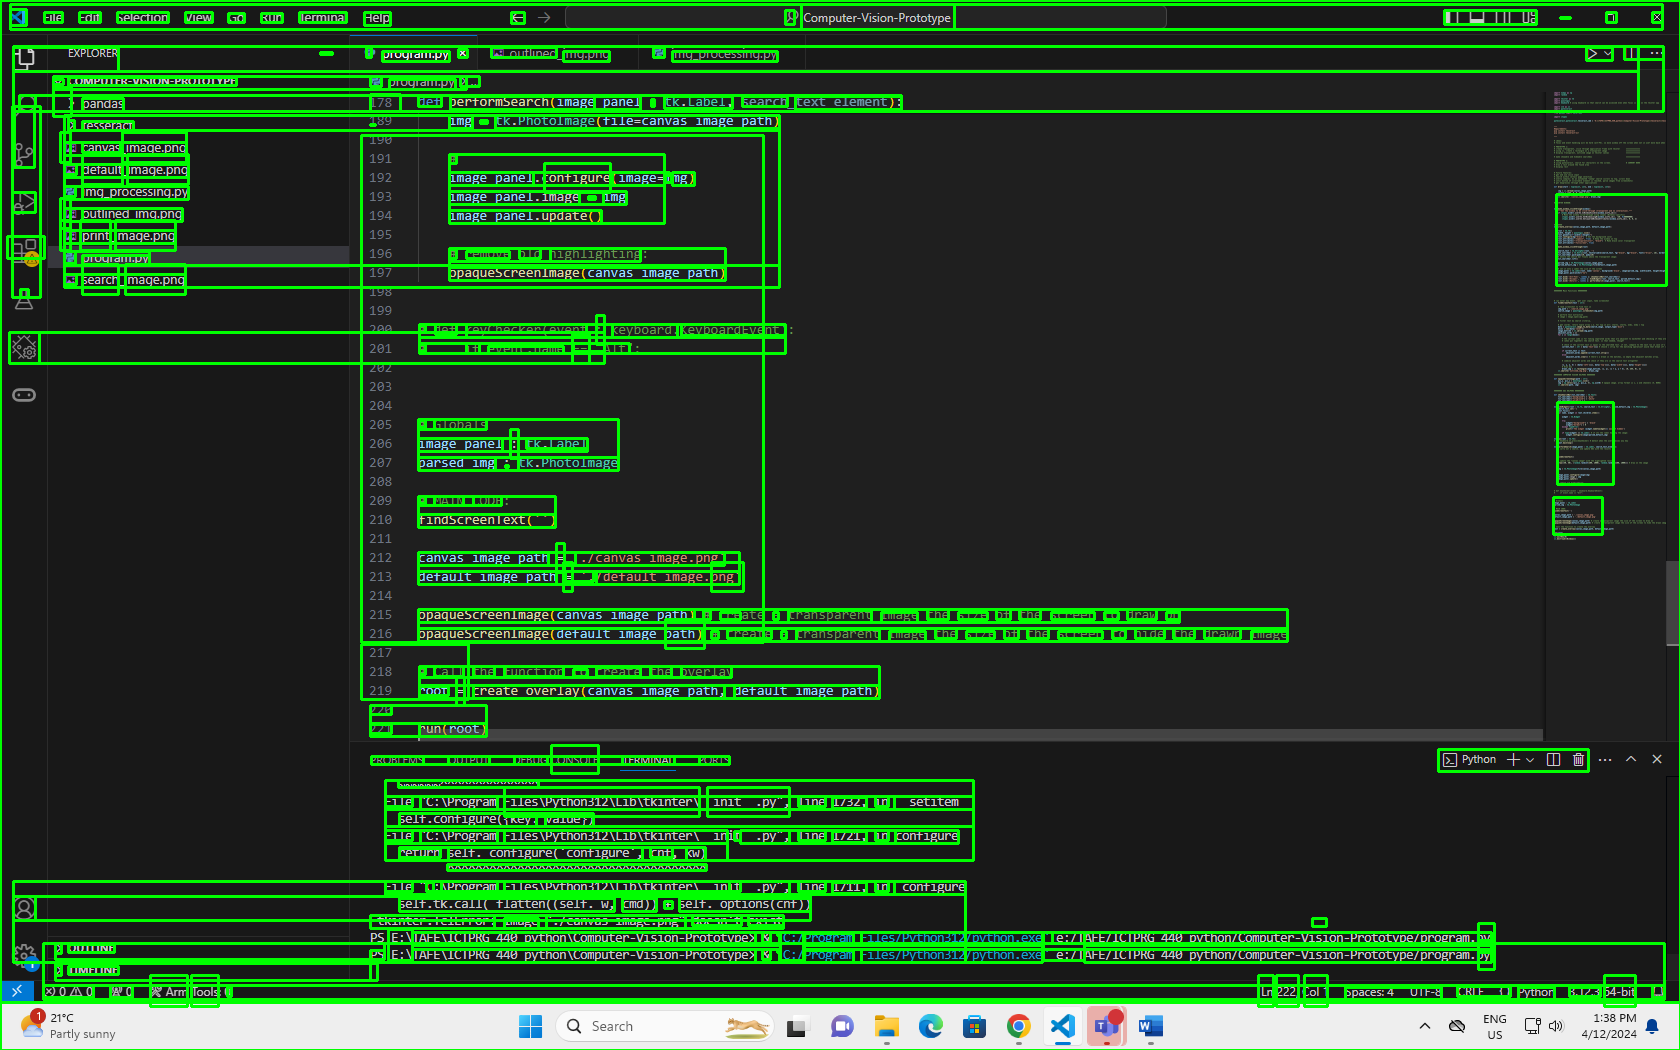 File Edit Selection View Go Run Terminal Help
Computer-Vision-Prototype
EXPLORER
program.py
outlined_img.png
img_processing.py
COMPUTER-VISION-PROTOTYPE
pandas
tesseract
canvas_image.png
default_image.png
img_processing.py
outlined_img.png
print_image.png
program.py
search_image.png
OUTLINE
TIMELINE
program.py
178 def performSearch(image_panel : tk.Label, search_text_element):
189 img = tk.PhotoImage(file=canvas_image_path)
190
191 #
192 image_panel.configure(image=img)
193 image_panel.image = img
194 image_panel.update()
195
196 # remove old highlighting:
197 opaqueScreenImage(canvas_image_path)
198
199
200 # def keyChecker(event : keyboard.KeyboardEvent):
201 # if event.name == "Alt":
202
203
204
205 # Globals
206 image_panel : tk.Label
207 parsed_img : tk.PhotoImage
208
209 # MAIN CODE:
210 findScreenText("")
211
212 canvas_image_path = "./canvas_image.png"
213 default_image_path = "./default_image.png"
214
215 opaqueScreenImage(canvas_image_path) # create a transparent image the size of the screen to draw on
216 opaqueScreenImage(default_image_path) # create a transparent image the size of the screen to hide the drawn image
217
218 # Call the function to create the overlay
219 root = create_overlay(canvas_image_path, default_image_path)
220
221 run(root)
PROBLEMS OUTPUT DEBUG CONSOLE TERMINAL PORTS
Python
File "C:\Program Files\Python312\Lib\tkinter\__init__.py", line 1732, in __setitem__
self.configure({key: value})
File "C:\Program Files\Python312\Lib\tkinter\__init__.py", line 1721, in configure
return self._configure('configure', cnf, kw)
^^^^^^^^^^^^^^^^^^^^^^^^^^^^^^^^^^^^^
File "C:\Program Files\Python312\Lib\tkinter\__init__.py", line 1711, in _configure
self.tk.call(_flatten((self._w, cmd)) + self._options(cnf))
_tkinter.TclError: image "./canvas_image.png" doesn't exist
PS E:\TAFE\ICTPRG_440_python\Computer-Vision-Prototype> & "C:/Program Files/Python312/python.exe" e:/TAFE/ICTPRG_440_python/Computer-Vision-Prototype/program.py
PS E:\TAFE\ICTPRG_440_python\Computer-Vision-Prototype> & "C:/Program Files/Python312/python.exe" e:/TAFE/ICTPRG_440_python/Computer-Vision-Prototype/program.py
0 0 0 Arm Tools: 0
Ln 222, Col 1 Spaces: 4 UTF-8 CRLF {} Python 3.12.3 64-bit
1
21°C
Partly sunny
Search
ENG
US
1:38 PM
4/12/2024